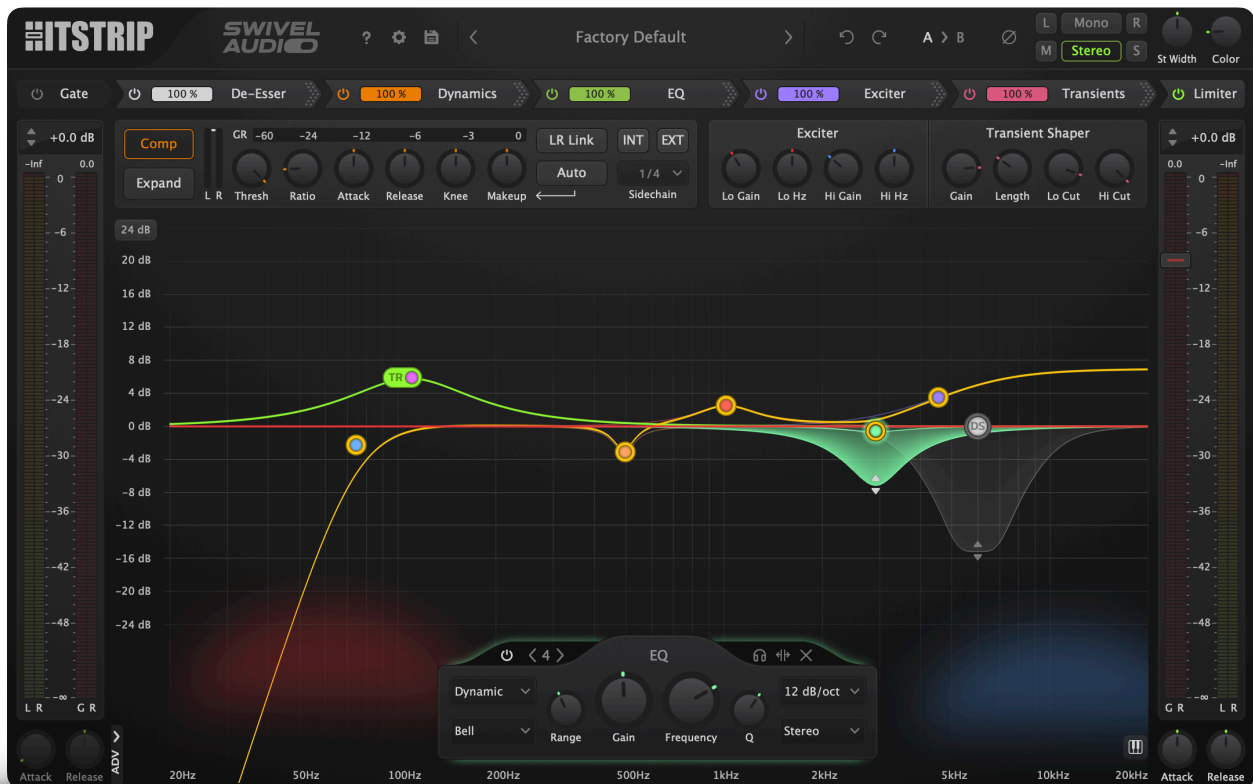 HITSTRIP
SWIVEL
AUDIO
?
Factory Default
A > B
L Mono R
M Stereo S
St Width Color
Gate
100 % De-Esser
100 % Dynamics
100 % EQ
100 % Exciter
100 % Transients
Limiter
+0.0 dB
-Inf 0.0
0
-6
-12
-18
-24
-30
-36
-42
-48
-∞
L R G R
Attack Release
ADV
Comp
Expand
L R
GR -60 -24 -12 -6 -3 0
Thresh Ratio Attack Release Knee Makeup
LR Link
Auto
INT EXT
1/4
Sidechain
Exciter
Lo Gain Lo Hz Hi Gain Hi Hz
Transient Shaper
Gain Length Lo Cut Hi Cut
+0.0 dB
0.0 -Inf
0
-6
-12
-18
-24
-30
-36
-42
-48
-∞
G R L R
Attack Release
24 dB
20 dB
16 dB
12 dB
8 dB
4 dB
0 dB
-4 dB
-8 dB
-12 dB
-16 dB
-20 dB
-24 dB
TR
DS
4 EQ
Dynamic
Bell
Range Gain Frequency Q
12 dB/oct
Stereo
20Hz 50Hz 100Hz 200Hz 500Hz 1kHz 2kHz 5kHz 10kHz 20kHz